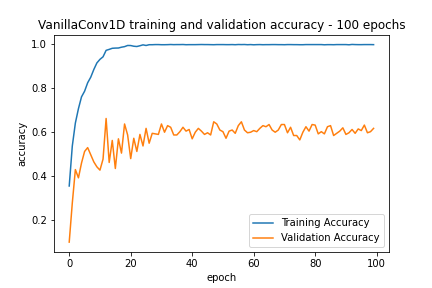 VanillaConv1D training and validation accuracy - 100 epochs
1.0
0.8
0.6
0.4
0.2
accuracy
0 20 40 60 80 100
epoch
Training Accuracy
Validation Accuracy